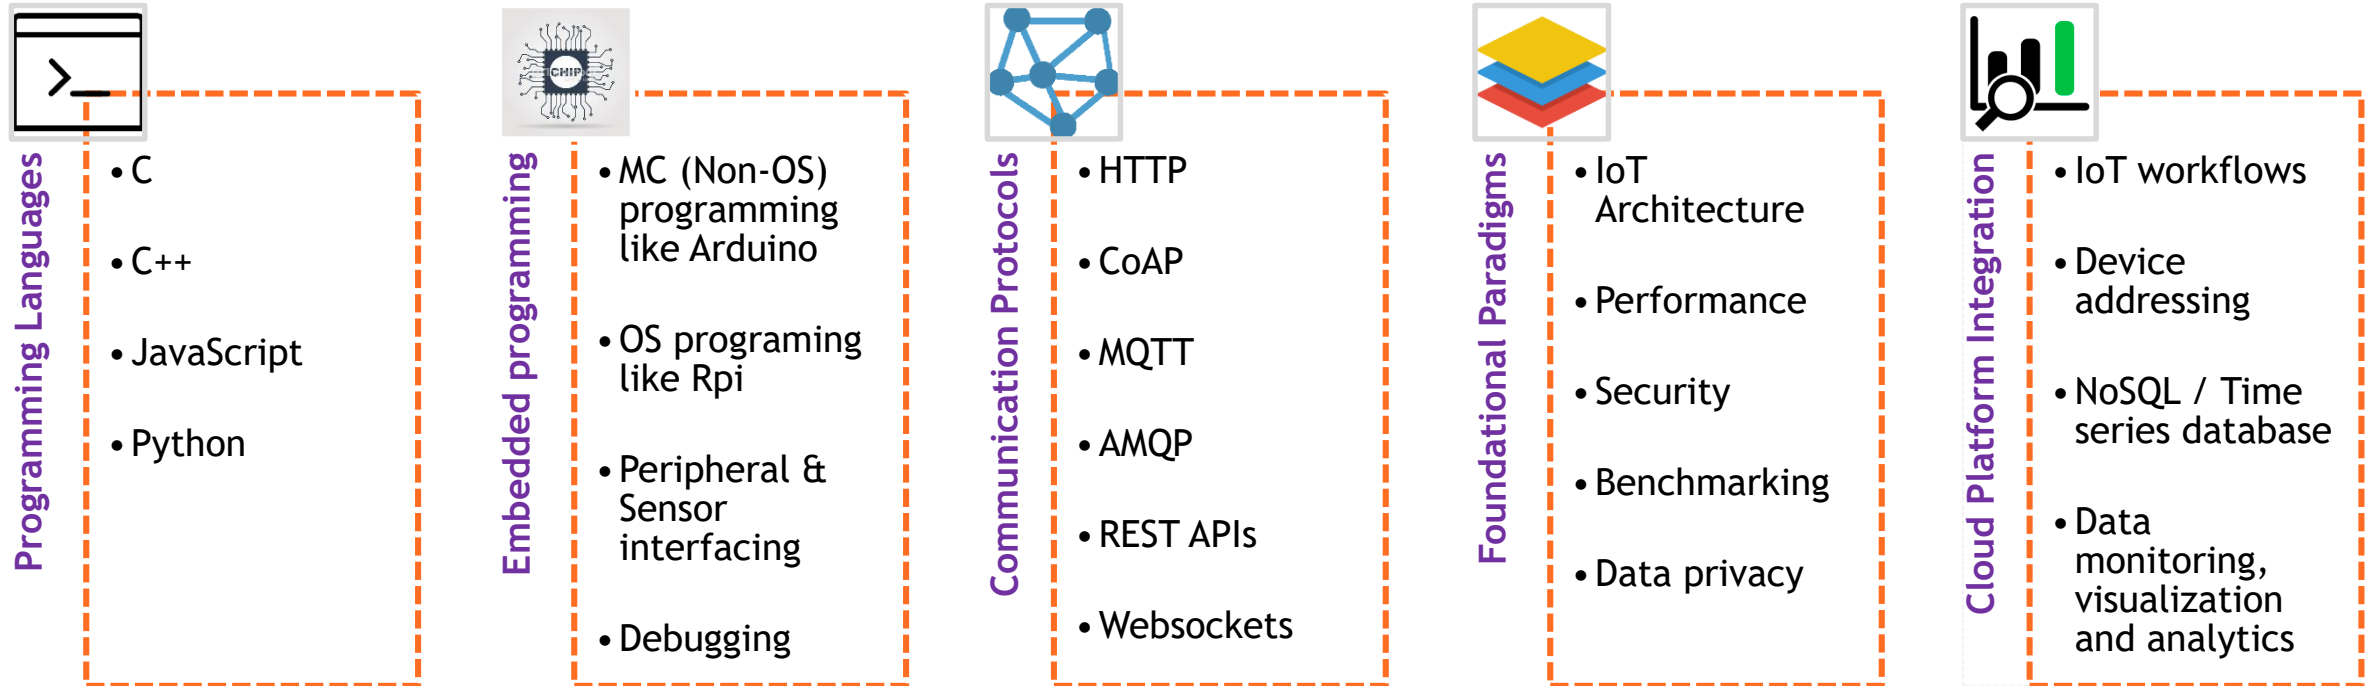 Programming Languages
• C
• C++
• JavaScript
• Python
CHIP
Embedded programming
• MC (Non-OS)
programming
like Arduino
• OS programing
like Rpi
• Peripheral &
Sensor
interfacing
• Debugging
Communication Protocols
• HTTP
• CoAP
• MQTT
• AMQP
• REST APIs
• Websockets
Foundational Paradigms
• IoT
Architecture
• Performance
• Security
• Benchmarking
• Data privacy
Cloud Platform Integration
• IoT workflows
• Device
addressing
• NoSQL / Time
series database
• Data
monitoring,
visualization
and analytics